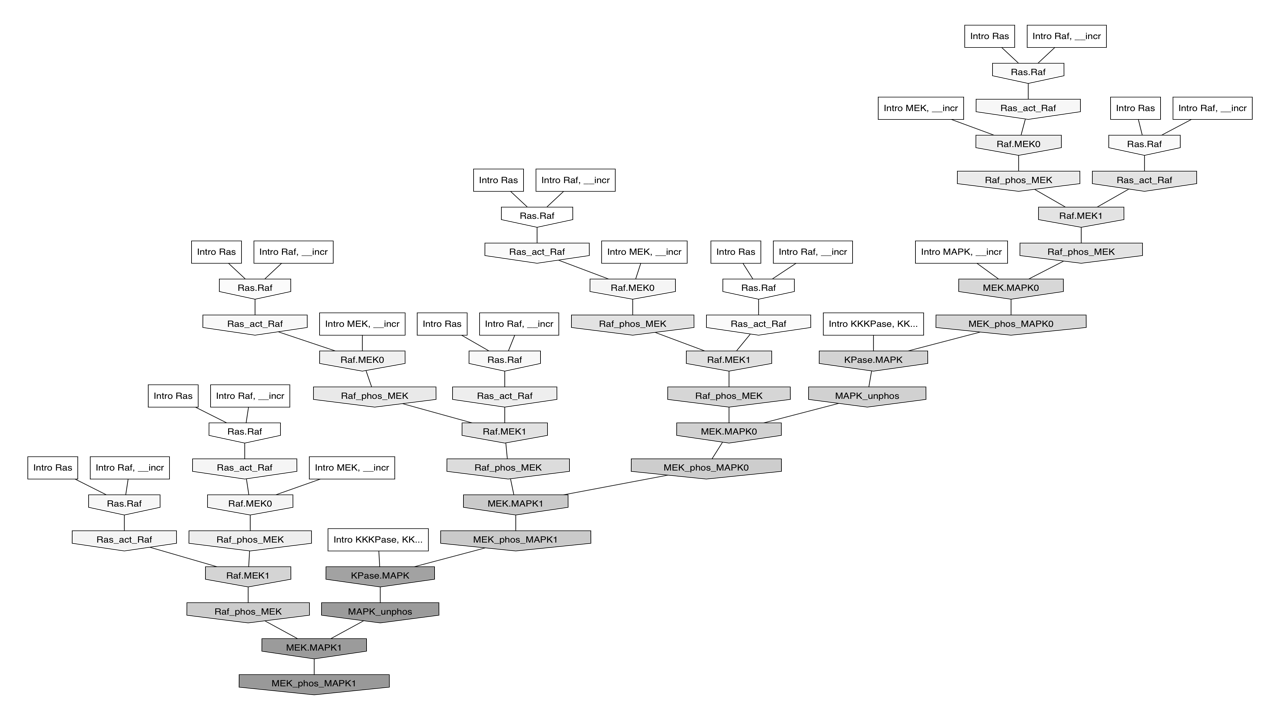 Intro Ras
Intro Raf, __incr
Ras.Raf
Intro MEK, __incr
Ras_act_Raf
Intro Ras
Intro Raf, __incr
Raf.MEK0
Ras.Raf
Intro Ras
Intro Raf, __incr
Raf_phos_MEK
Ras_act_Raf
Ras.Raf
Raf.MEK1
Intro Ras
Intro Raf, __incr
Ras_act_Raf
Intro MEK, __incr
Intro Ras
Intro Raf, __incr
Intro MAPK, __incr
Raf_phos_MEK
Ras.Raf
Raf.MEK0
Ras.Raf
MEK.MAPK0
Ras_act_Raf
Intro MEK, __incr
Intro Ras
Intro Raf, __incr
Raf_phos_MEK
Ras_act_Raf
Intro KKKPase, KK...
MEK_phos_MAPK0
Raf.MEK0
Ras.Raf
Raf.MEK1
KPase.MAPK
Intro Ras
Intro Raf, __incr
Raf_phos_MEK
Ras_act_Raf
Raf_phos_MEK
MAPK_unphos
Ras.Raf
Raf.MEK1
MEK.MAPK0
Intro Ras
Intro Raf, __incr
Ras_act_Raf
Intro MEK, __incr
Raf_phos_MEK
MEK_phos_MAPK0
Ras.Raf
Raf.MEK0
MEK.MAPK1
Ras_act_Raf
Raf_phos_MEK
Intro KKKPase, KK...
MEK_phos_MAPK1
Raf.MEK1
KPase.MAPK
Raf_phos_MEK
MAPK_unphos
MEK.MAPK1
MEK_phos_MAPK1